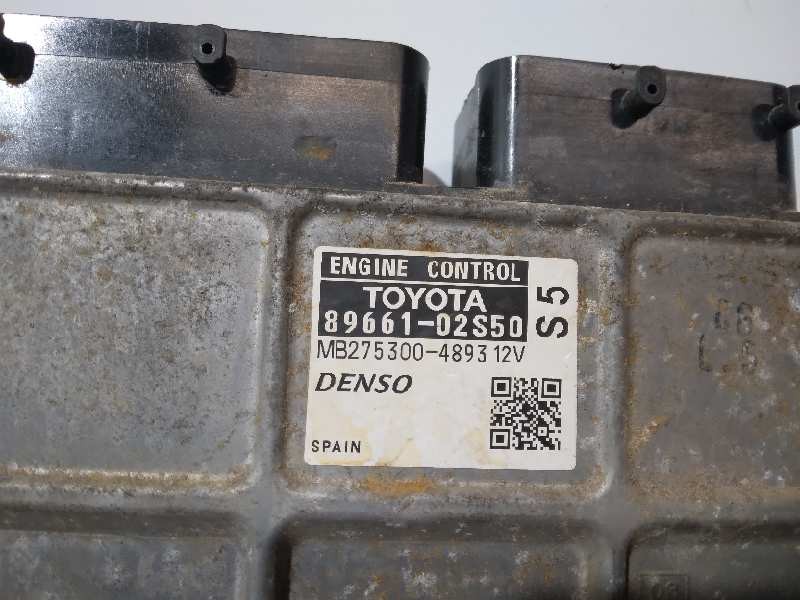 ENGINE CONTROL
TOYOTA
89661-02S50
S5
MB275300-4893 12V
DENSO
SPAIN